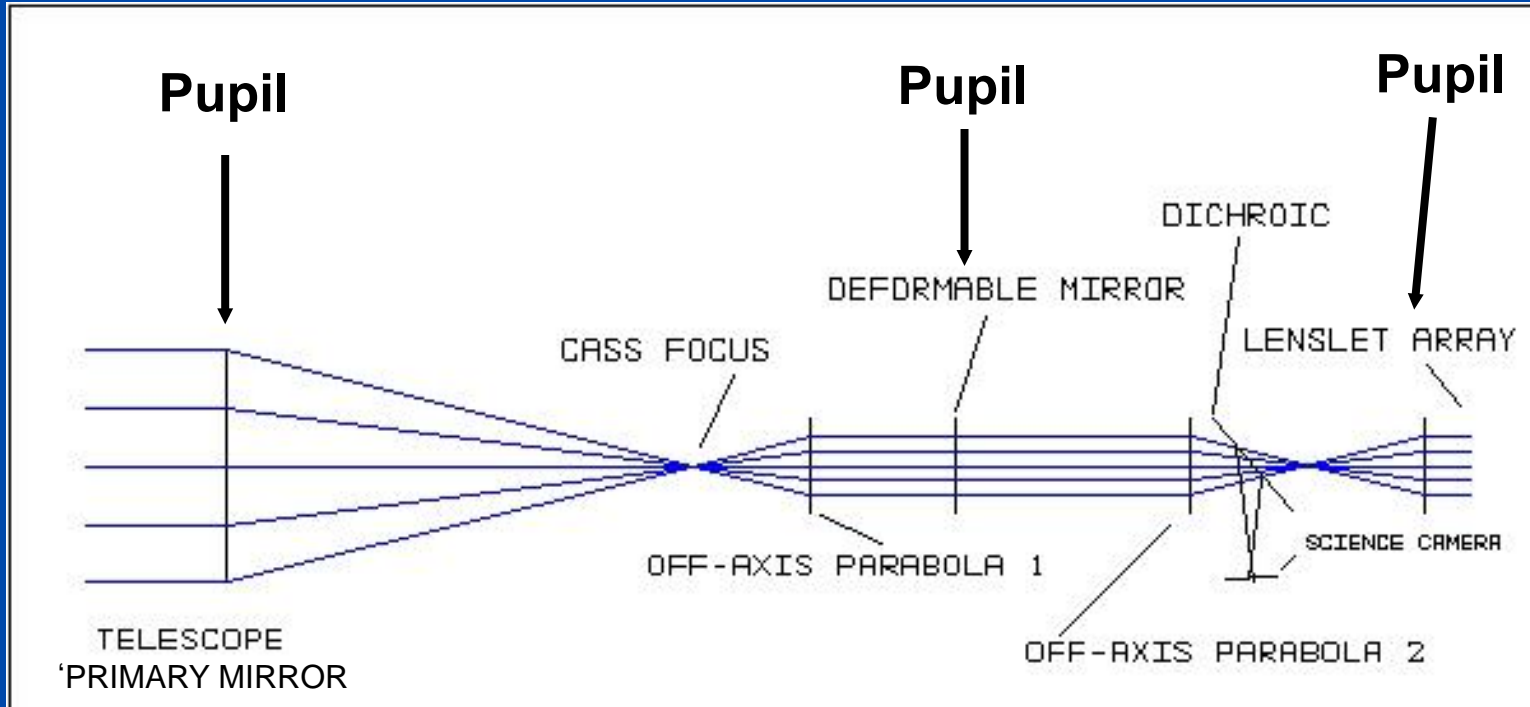 Pupil
Pupil
Pupil
DICHROIC
DEFORMABLE MIRROR
CASS FOCUS
LENSLET ARRAY
SCIENCE CAMERA
OFF-AXIS PARABOLA 1
TELESCOPE
‘PRIMARY MIRROR
OFF-AXIS PARABOLA 2